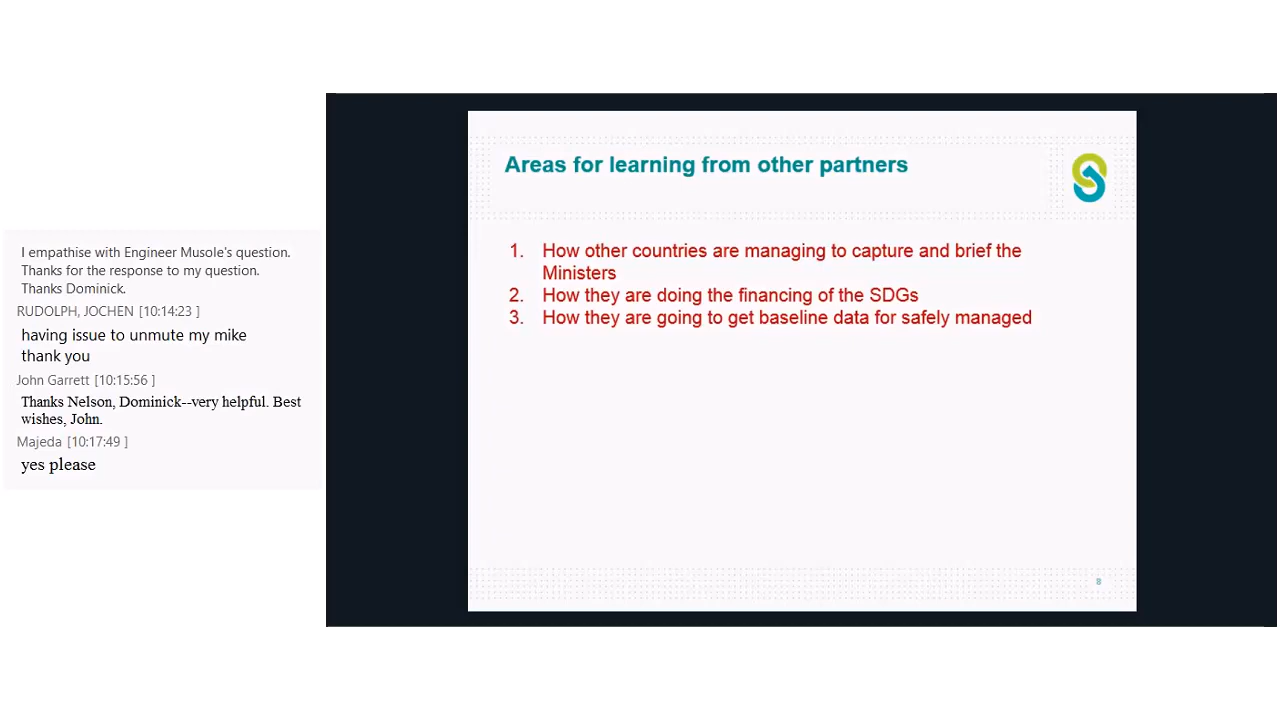 I empathise with Engineer Musole's question.
Thanks for the response to my question.
Thanks Dominick.
RUDOLPH, JOCHEN [10:14:23 ]
having issue to unmute my mike
thank you
John Garrett [10:15:56 ]
Thanks Nelson, Dominick--very helpful. Best
wishes, John.
Majeda [10:17:49 ]
yes please
Areas for learning from other partners
1. How other countries are managing to capture and brief the
Ministers
2. How they are doing the financing of the SDGs
3. How they are going to get baseline data for safely managed
8